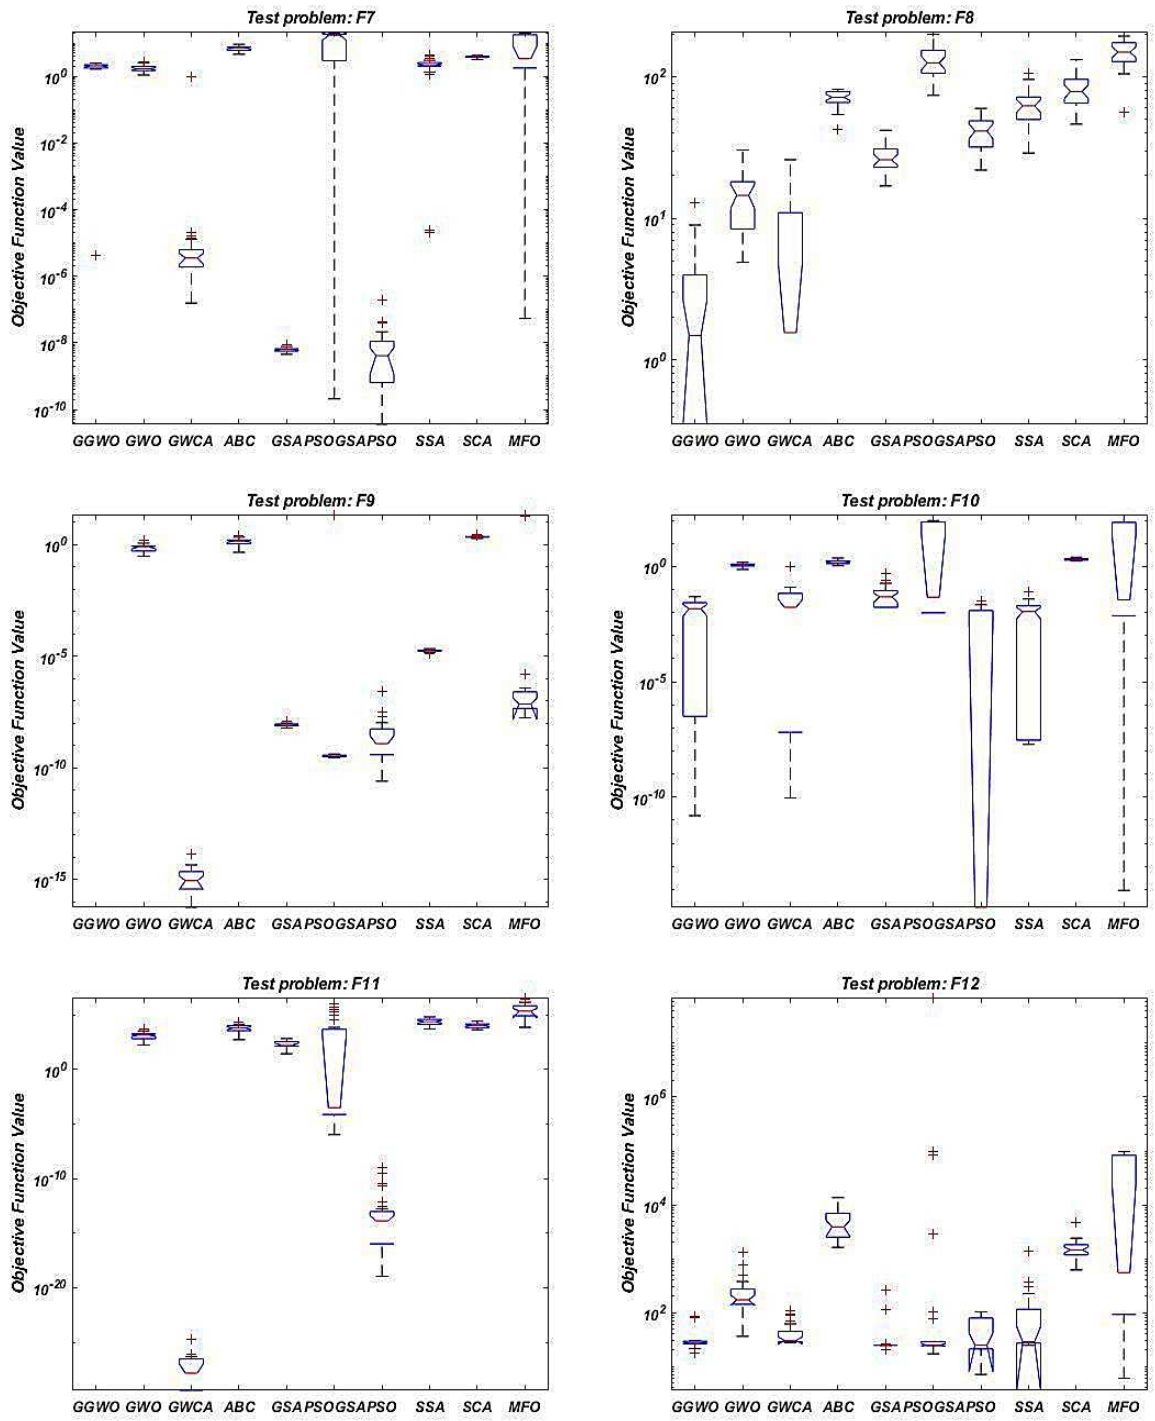 Test problem: F7
Objective Function Value
10^0
10^-2
10^-4
10^-6
10^-8
10^-10
GGWO GWO GWCA ABC GSA PSOGSA PSO SSA SCA MFO
Test problem: F8
Objective Function Value
10^2
10^1
10^0
GGWO GWO GWCA ABC GSA PSOGSA PSO SSA SCA MFO
Test problem: F9
Objective Function Value
10^0
10^-5
10^-10
10^-15
GGWO GWO GWCA ABC GSA PSOGSA PSO SSA SCA MFO
Test problem: F10
Objective Function Value
10^0
10^-5
10^-10
GGWO GWO GWCA ABC GSA PSOGSA PSO SSA SCA MFO
Test problem: F11
Objective Function Value
10^0
10^-10
10^-20
GGWO GWO GWCA ABC GSA PSOGSA PSO SSA SCA MFO
Test problem: F12
Objective Function Value
10^6
10^4
10^2
GGWO GWO GWCA ABC GSA PSOGSA PSO SSA SCA MFO